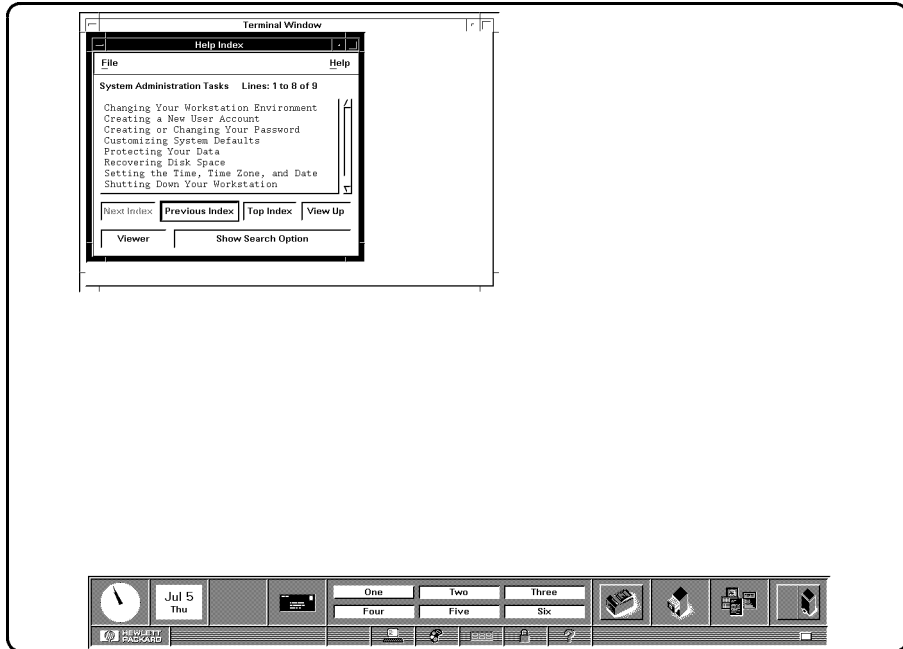 Terminal Window
Help Index
File Help
System Administration Tasks Lines: 1 to 8 of 9
Changing Your Workstation Environment
Creating a New User Account
Creating or Changing Your Password
Customizing System Defaults
Protecting Your Data
Recovering Disk Space
Setting the Time, Time Zone, and Date
Shutting Down Your Workstation
Next Index Previous Index Top Index View Up
Viewer Show Search Option
Jul 5
Thu
One Two Three
Four Five Six
hp HEWLETT
PACKARD